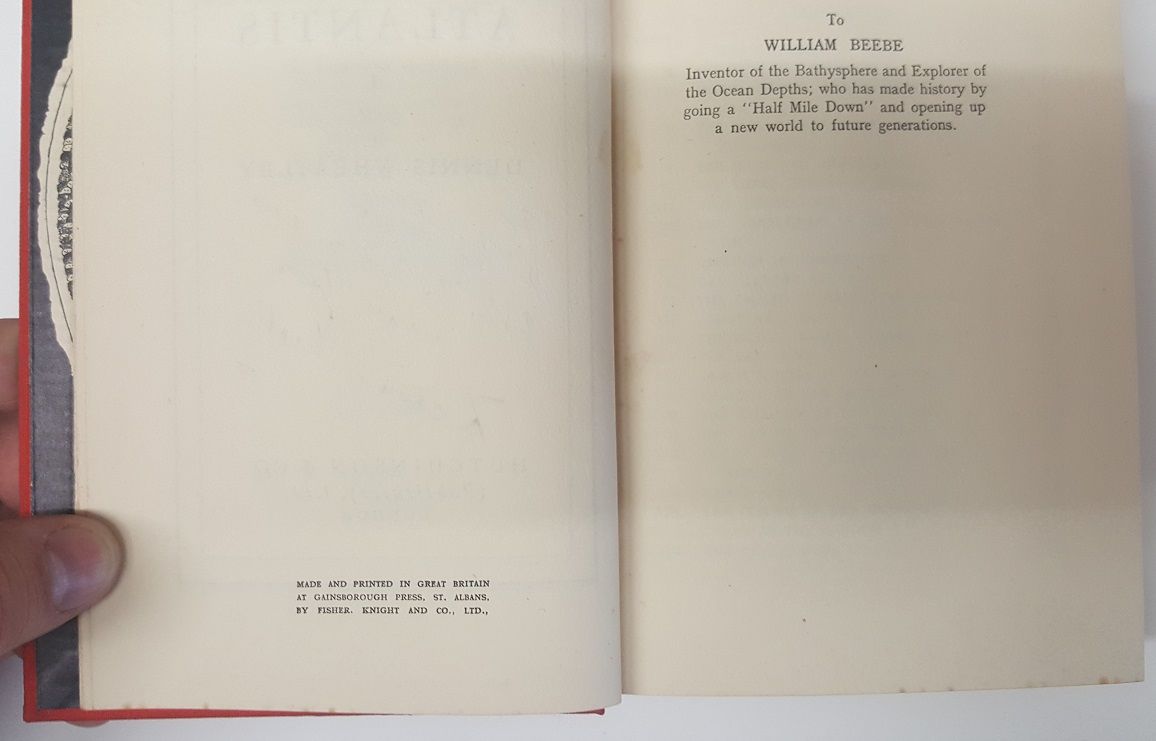 MADE AND PRINTED IN GREAT BRITAIN
AT GAINSBOROUGH PRESS, ST. ALBANS,
BY FISHER, KNIGHT AND CO., LTD.,
To
WILLIAM BEEBE
Inventor of the Bathysphere and Explorer of
the Ocean Depths; who has made history by
going a "Half Mile Down" and opening up
a new world to future generations.